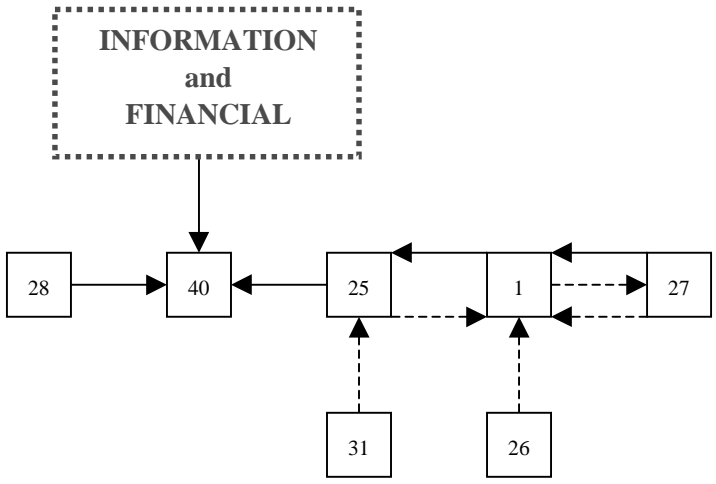 INFORMATION
and
FINANCIAL
28
40
25
1
27
31
26